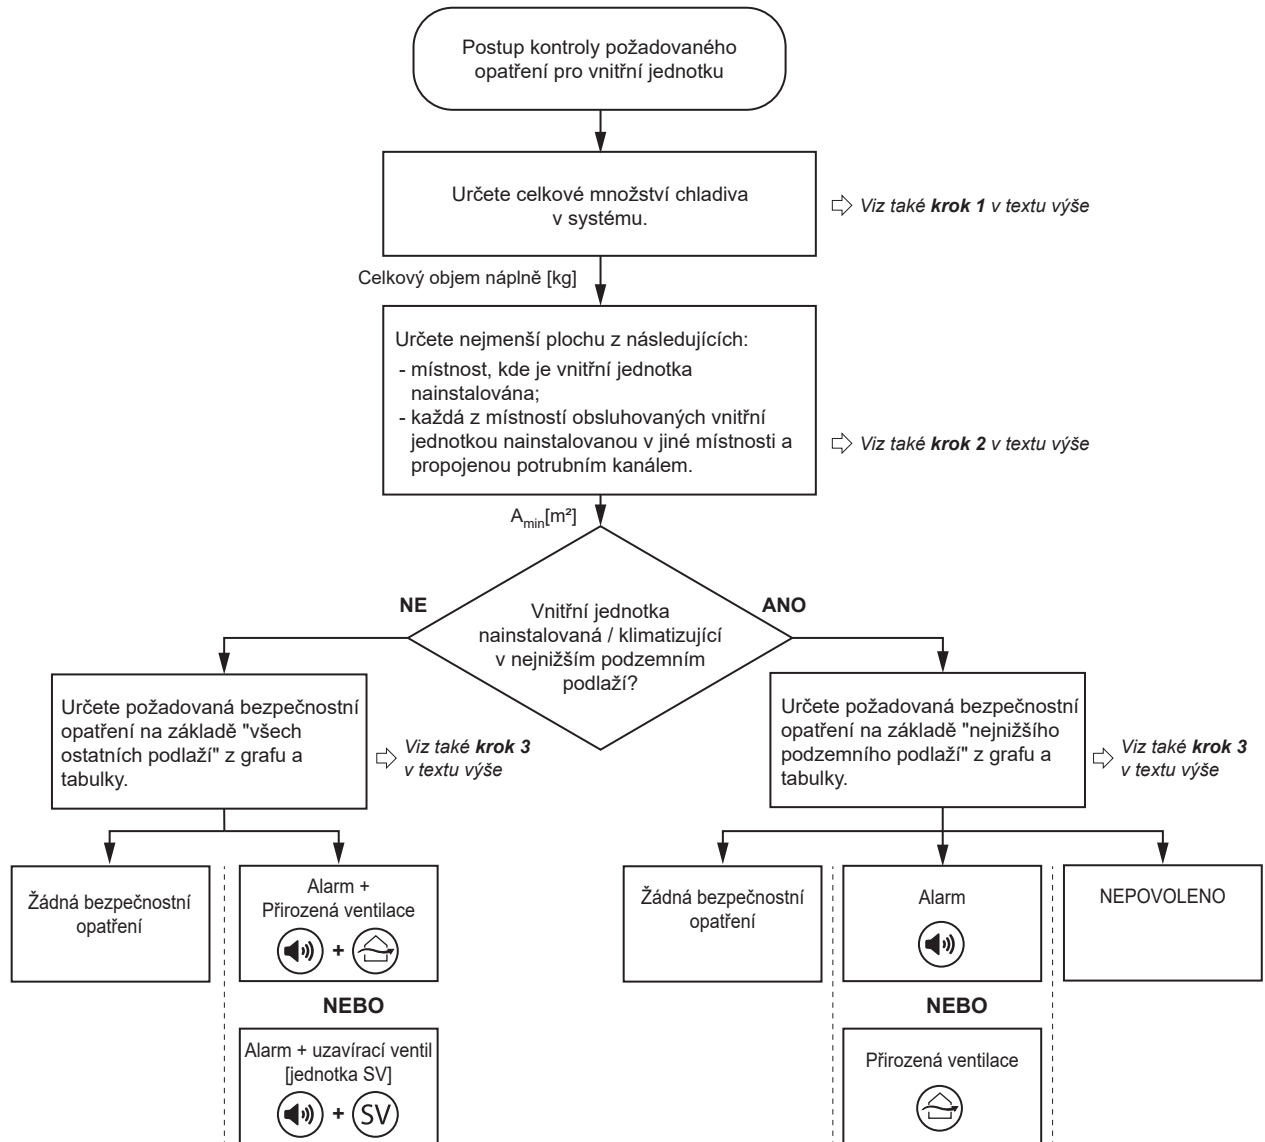 Postup kontroly požadovaného
opatření pro vnitřní jednotku
Určete celkové množství chladiva
v systému.
Viz také krok 1 v textu výše
Celkový objem náplně [kg]
Určete nejmenší plochu z následujících:
- místnost, kde je vnitřní jednotka
nainstalována;
- každá z místností obsluhovaných vnitřní
jednotkou nainstalovanou v jiné místnosti a
propojenou potrubním kanálem.
Viz také krok 2 v textu výše
Amin[m²]
NE
ANO
Vnitřní jednotka
nainstalovaná / klimatizující
v nejnižším podzemním
podlaží?
Určete požadovaná bezpečnostní
opatření na základě "všech
ostatních podlaží" z grafu a
tabulky.
Viz také krok 3
v textu výše
Určete požadovaná bezpečnostní
opatření na základě "nejnižšího
podzemního podlaží" z grafu a
tabulky.
Viz také krok 3
v textu výše
Žádná bezpečnostní
opatření
Alarm +
Přirozená ventilace
+
NEBO
Alarm + uzavírací ventil
[jednotka SV]
+ SV
Žádná bezpečnostní
opatření
Alarm
NEBO
Přirozená ventilace
NEPOVOLENO